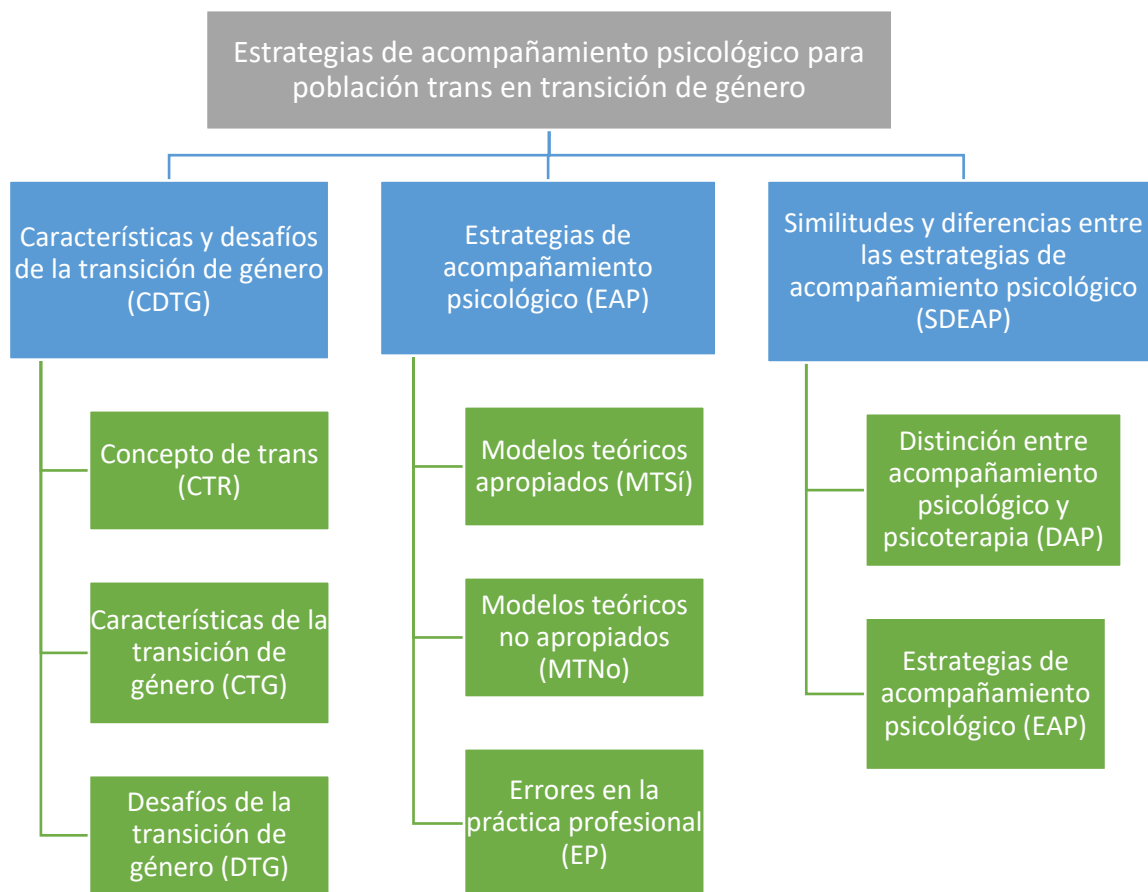 Estrategias de acompañamiento psicológico para
población trans en transición de género
Características y desafíos
de la transición de género
(CDTG)
Concepto de trans
(CTR)
Características de la
transición de
género (CTG)
Desafíos de la
transición de
género (DTG)
Estrategias de
acompañamiento
psicológico (EAP)
Modelos teóricos
apropiados (MTSí)
Modelos teóricos
no apropiados
(MTNo)
Errores en la
práctica profesional
(EP)
Similitudes y diferencias entre
las estrategias de
acompañamiento psicológico
(SDEAP)
Distinción entre
acompañamiento
psicológico y
psicoterapia (DAP)
Estrategias de
acompañamiento
psicológico (EAP)